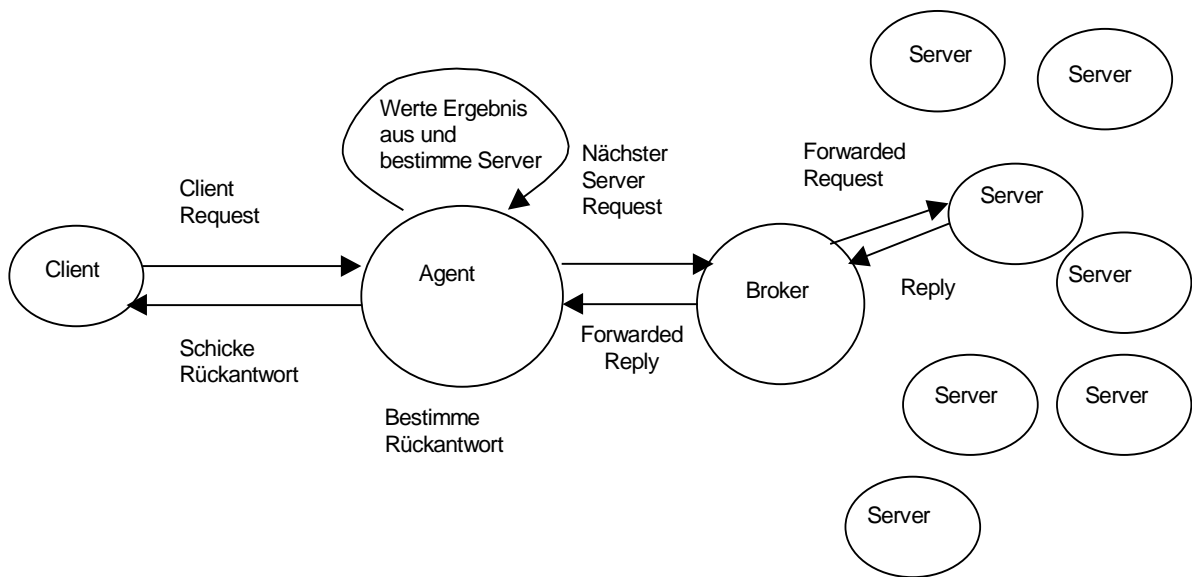 Server
Server
Werte Ergebnis
aus und
bestimme Server
Nächster
Server
Request
Forwarded
Request
Client
Request
Server
Client
Agent
Broker
Reply
Server
Schicke
Rückantwort
Forwarded
Reply
Bestimme
Rückantwort
Server
Server
Server